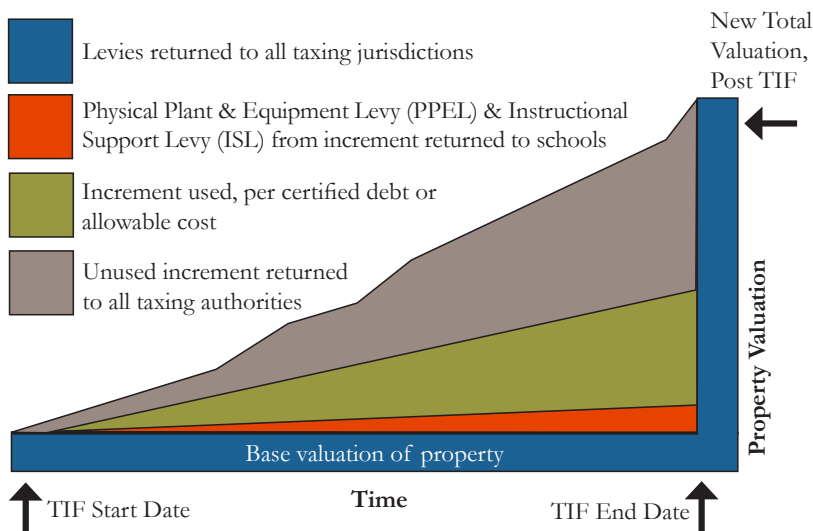 Levies returned to all taxing jurisdictions
Physical Plant & Equipment Levy (PPEL) & Instructional
Support Levy (ISL) from increment returned to schools
Increment used, per certified debt or
allowable cost
Unused increment returned
to all taxing authorities
New Total
Valuation,
Post TIF
Property Valuation
Base valuation of property
TIF Start Date
Time
TIF End Date